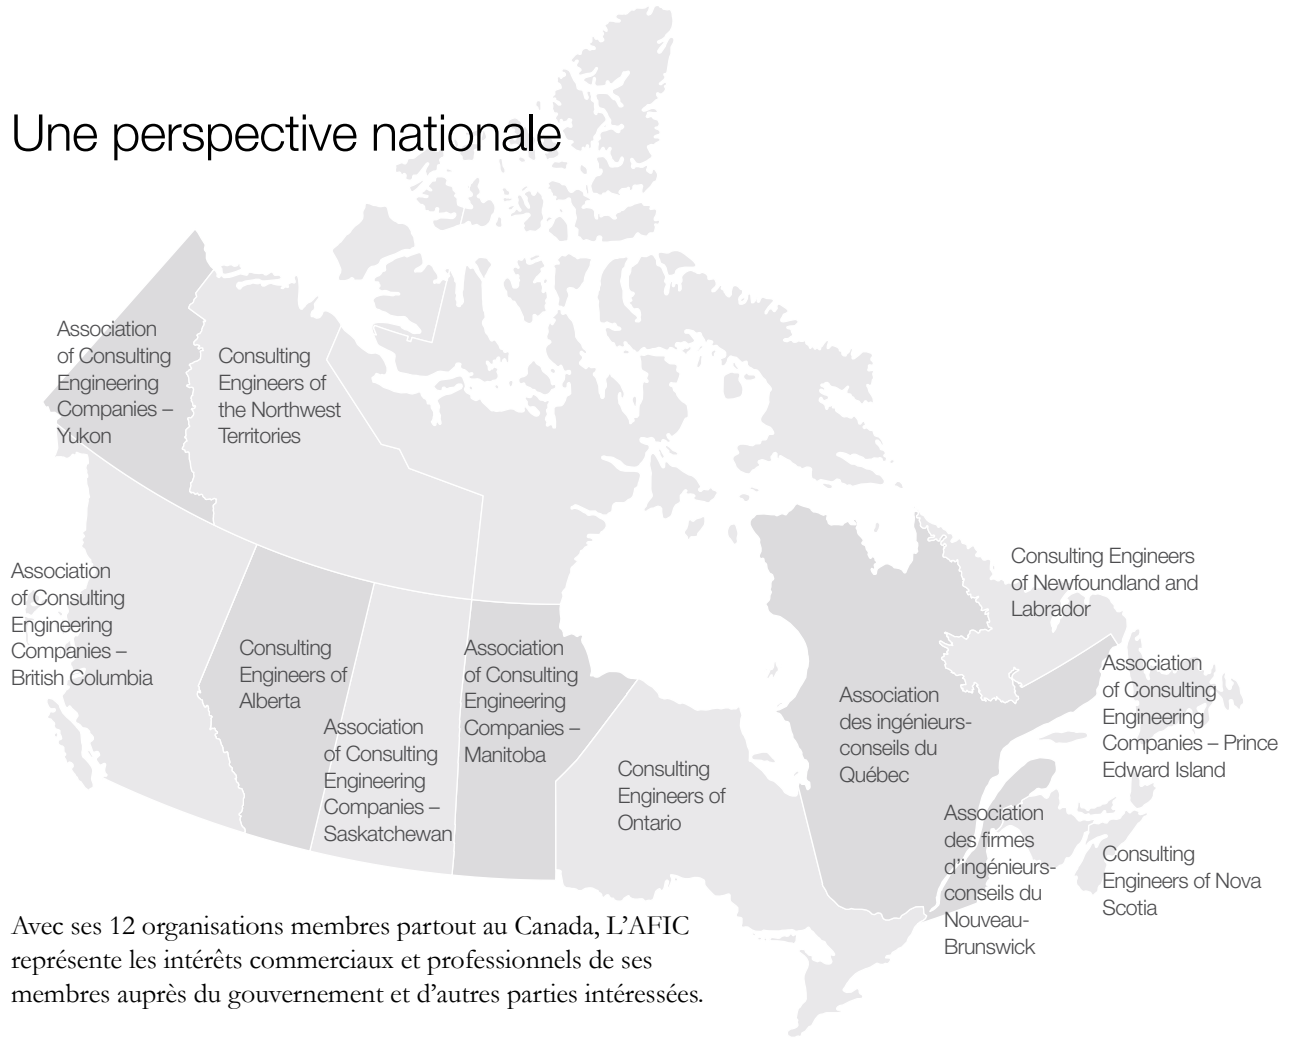 Une perspective nationale
Association
of Consulting
Engineering
Companies –
Yukon
Consulting
Engineers of
the Northwest
Territories
Association
of Consulting
Engineering
Companies –
British Columbia
Consulting
Engineers of
Alberta
Association
of Consulting
Engineering
Companies –
Saskatchewan
Association
of Consulting
Engineering
Companies –
Manitoba
Consulting
Engineers of
Ontario
Association
des ingénieurs-
conseils du
Québec
Consulting Engineers
of Newfoundland and
Labrador
Association
of Consulting
Engineering
Companies – Prince
Edward Island
Association
des firmes
d'ingénieurs-
conseils du
Nouveau-
Brunswick
Consulting
Engineers of Nova
Scotia
Avec ses 12 organisations membres partout au Canada, L'AFIC
représente les intérêts commerciaux et professionnels de ses
membres auprès du gouvernement et d'autres parties intéressées.